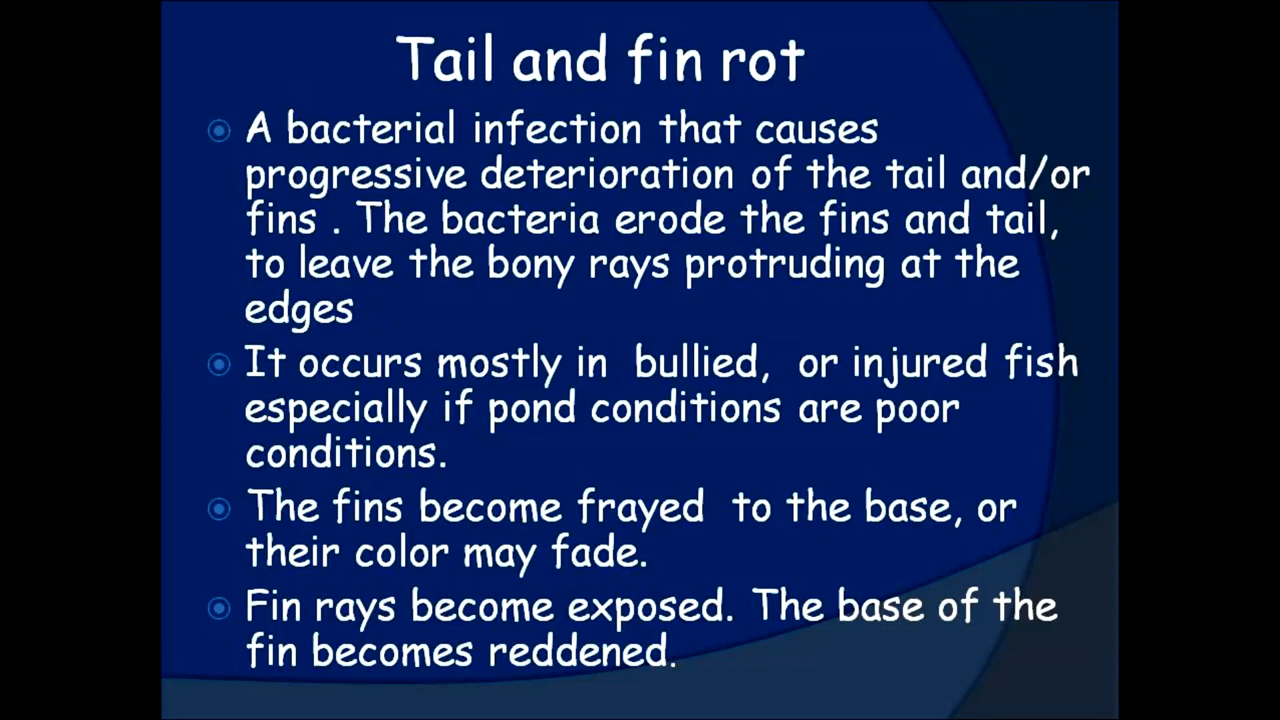 Tail and fin rot
A bacterial infection that causes
progressive deterioration of the tail and/or
fins . The bacteria erode the fins and tail,
to leave the bony rays protruding at the
edges
It occurs mostly in bullied, or injured fish
especially if pond conditions are poor
conditions.
The fins become frayed to the base, or
their color may fade.
Fin rays become exposed. The base of the
fin becomes reddened.